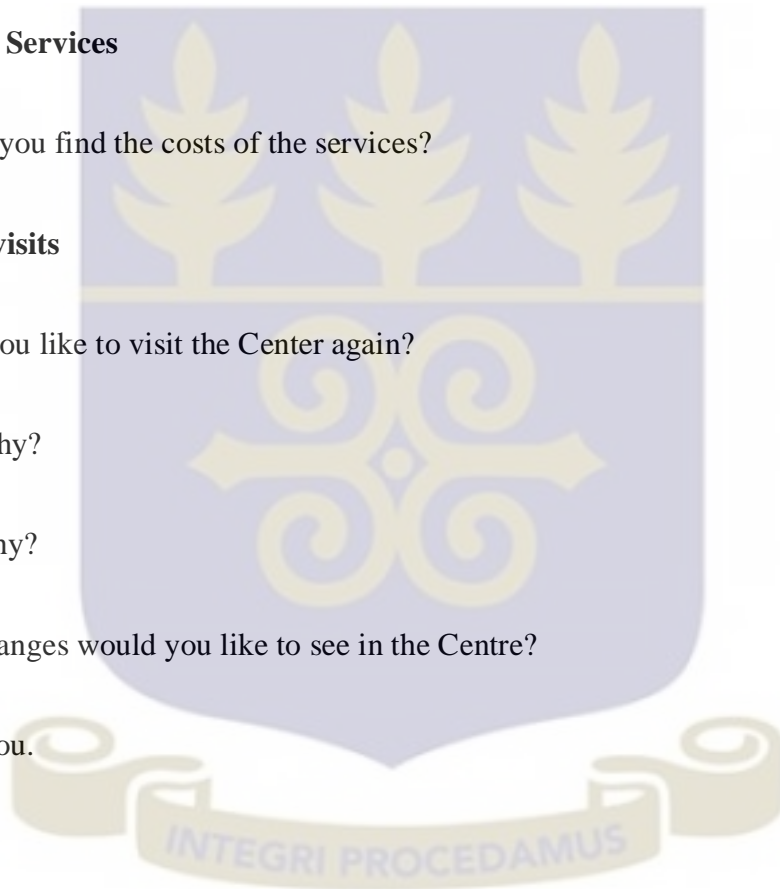 Services
you find the costs of the services?
visits
ou like to visit the Center again?
hy?
hy?
anges would you like to see in the Centre?
ou.
INTEGRI PROCEDAMUS